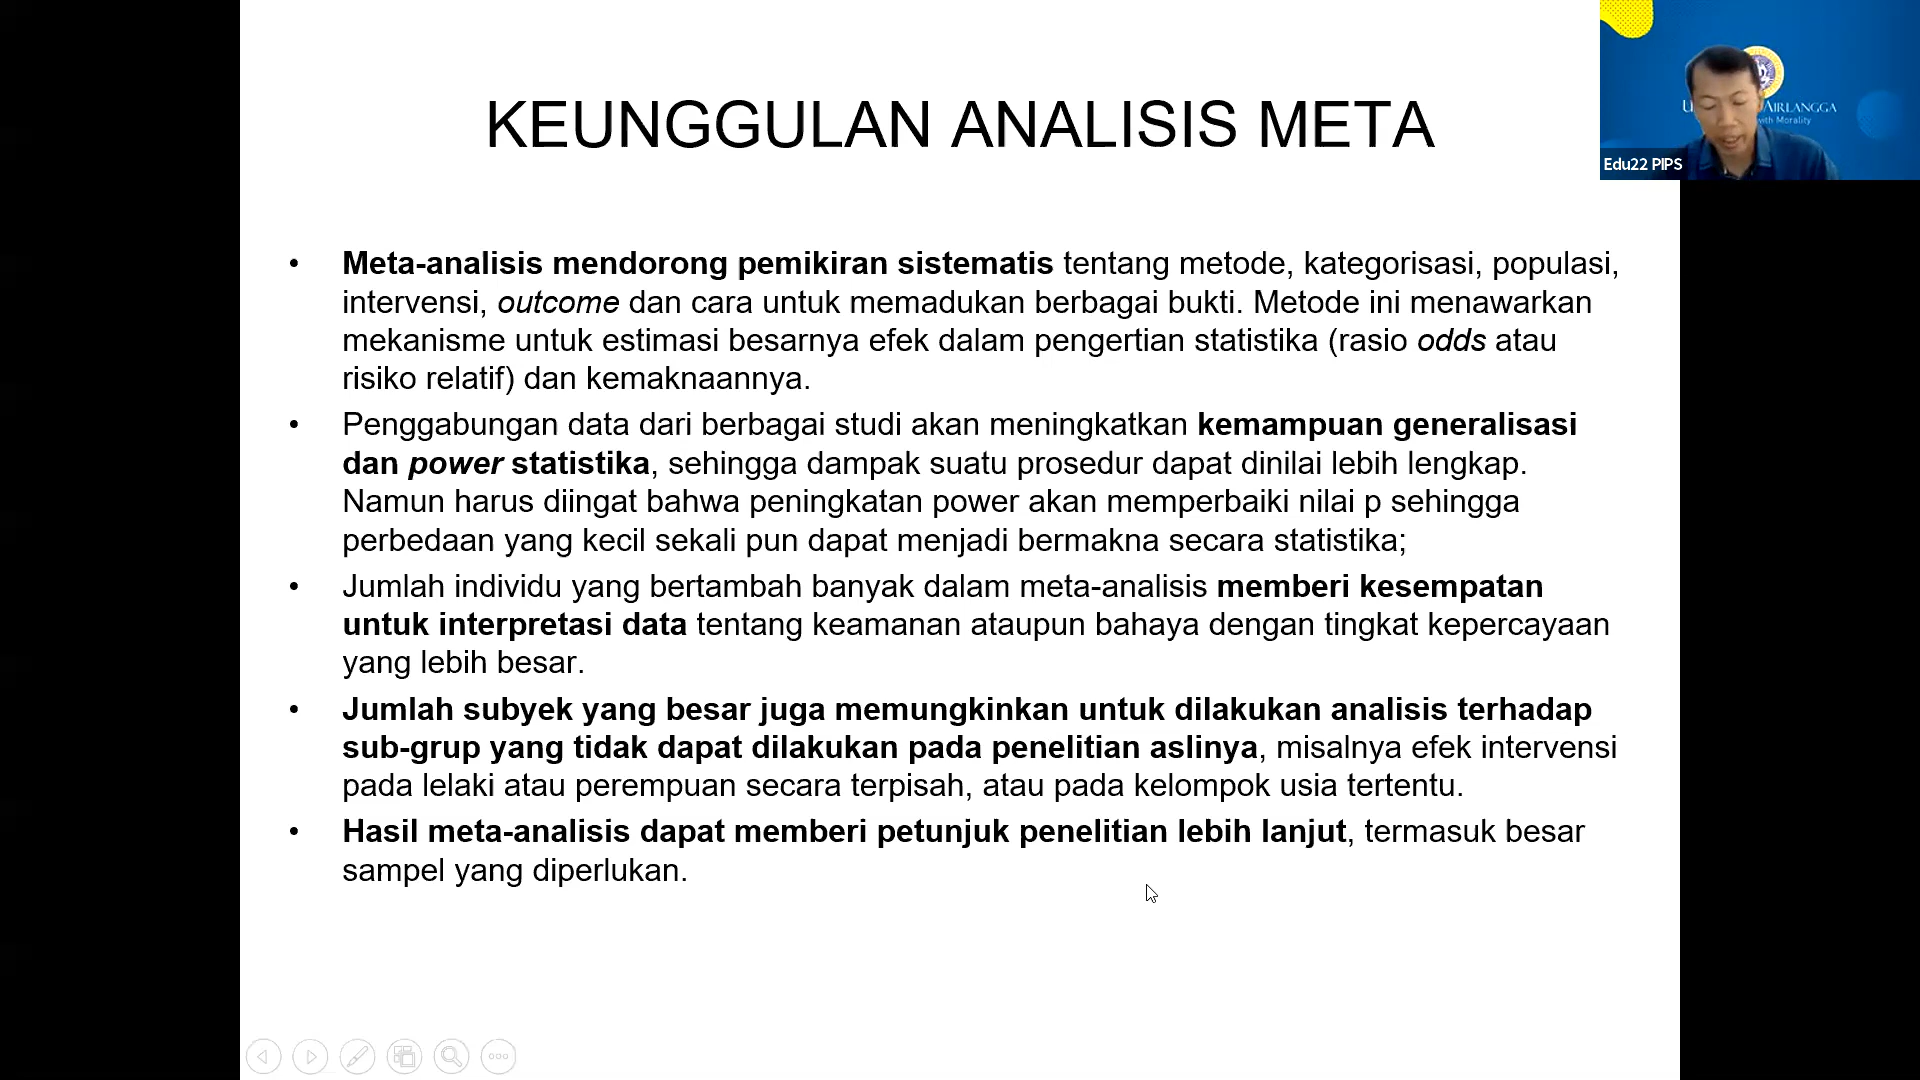 KEUNGGULAN ANALISIS META
AIRLANGGA
with Morality
Edu22 PIPS
• Meta-analisis mendorong pemikiran sistematis tentang metode, kategorisasi, populasi,
intervensi, outcome dan cara untuk memadukan berbagai bukti. Metode ini menawarkan
mekanisme untuk estimasi besarnya efek dalam pengertian statistika (rasio odds atau
risiko relatif) dan kemaknaannya.
• Penggabungan data dari berbagai studi akan meningkatkan kemampuan generalisasi
dan power statistika, sehingga dampak suatu prosedur dapat dinilai lebih lengkap.
Namun harus diingat bahwa peningkatan power akan memperbaiki nilai p sehingga
perbedaan yang kecil sekali pun dapat menjadi bermakna secara statistika;
• Jumlah individu yang bertambah banyak dalam meta-analisis memberi kesempatan
untuk interpretasi data tentang keamanan ataupun bahaya dengan tingkat kepercayaan
yang lebih besar.
• Jumlah subyek yang besar juga memungkinkan untuk dilakukan analisis terhadap
sub-grup yang tidak dapat dilakukan pada penelitian aslinya, misalnya efek intervensi
pada lelaki atau perempuan secara terpisah, atau pada kelompok usia tertentu.
• Hasil meta-analisis dapat memberi petunjuk penelitian lebih lanjut, termasuk besar
sampel yang diperlukan.